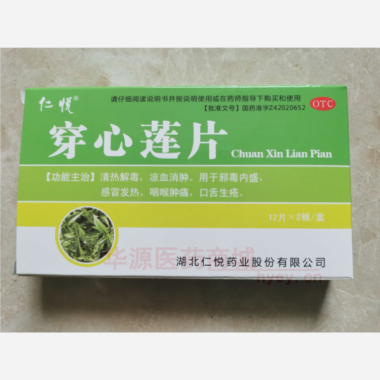 仁悦®
请仔细阅读说明书并按说明使用或在药师指导下购买和使用
【批准文号】国药准字Z42020652
OTC
穿心莲片
Chuan Xin Lian Pian
【功能主治】清热解毒，凉血消肿。用于邪毒内盛，
感冒发热，咽喉肿痛，口舌生疮。
12片×2板/盒
华源医药商城
hyey.cn
湖北仁悦药业股份有限公司